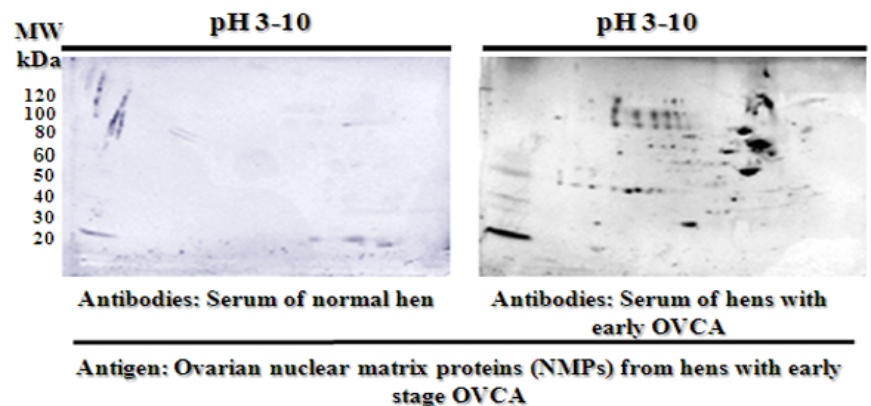 MW
kDa
pH 3-10
pH 3-10
120
100
80
60
50
40
30
20
Antibodies: Serum of normal hen
Antibodies: Serum of hens with
early OVCA
Antigen: Ovarian nuclear matrix proteins (NMPs) from hens with early
stage OVCA